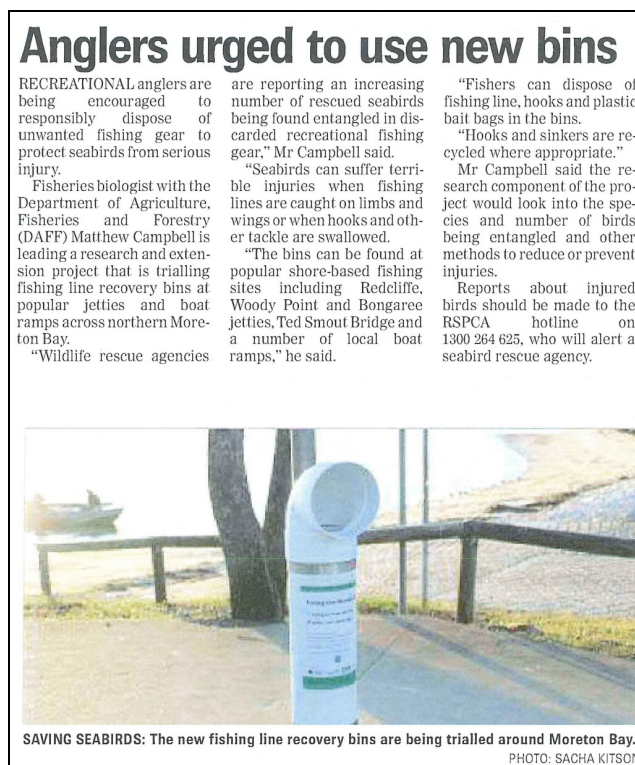 Anglers urged to use new bins
RECREATIONAL anglers are
being encouraged to
responsibly dispose of
unwanted fishing gear to
protect seabirds from serious
injury.
Fisheries biologist with the
Department of Agriculture,
Fisheries and Forestry
(DAFF) Matthew Campbell is
leading a research and exten-
sion project that is trialling
fishing line recovery bins at
popular jetties and boat
ramps across northern More-
ton Bay.
“Wildlife rescue agencies
are reporting an increasing
number of rescued seabirds
being found entangled in dis-
carded recreational fishing
gear,” Mr Campbell said.
“Seabirds can suffer terri-
ble injuries when fishing
lines are caught on limbs and
wings or when hooks and oth-
er tackle are swallowed.
“The bins can be found at
popular shore-based fishing
sites including Redcliffe,
Woody Point and Bongaree
jetties, Ted Smout Bridge and
a number of local boat
ramps,” he said.
“Fishers can dispose of
fishing line, hooks and plastic
bait bags in the bins.
“Hooks and sinkers are re-
cycled where appropriate.”
Mr Campbell said the re-
search component of the pro-
ject would look into the spe-
cies and number of birds
being entangled and other
methods to reduce or prevent
injuries.
Reports about injured
birds should be made to the
RSPCA hotline on
1300 264 625, who will alert a
seabird rescue agency.
SAVING SEABIRDS: The new fishing line recovery bins are being trialled around Moreton Bay.
PHOTO: SACHA KITSON